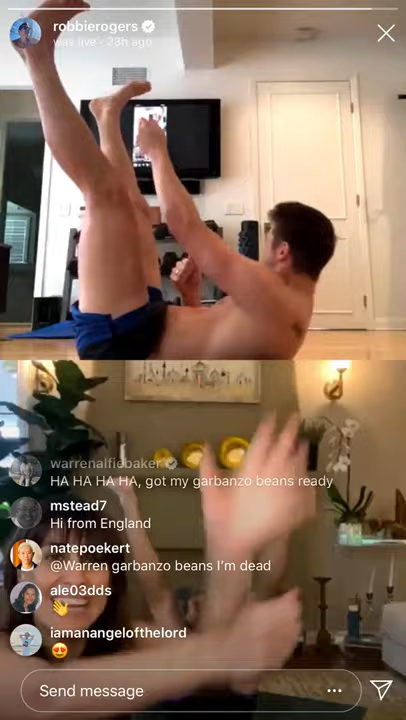 robbierogers
was live · 23h ago
warrenalfiebaker
HA HA HA HA, got my garbanzo beans ready
mstead7
Hi from England
natepoekert
@Warren garbanzo beans I'm dead
ale03dds
iamanangelofthelord
Send message